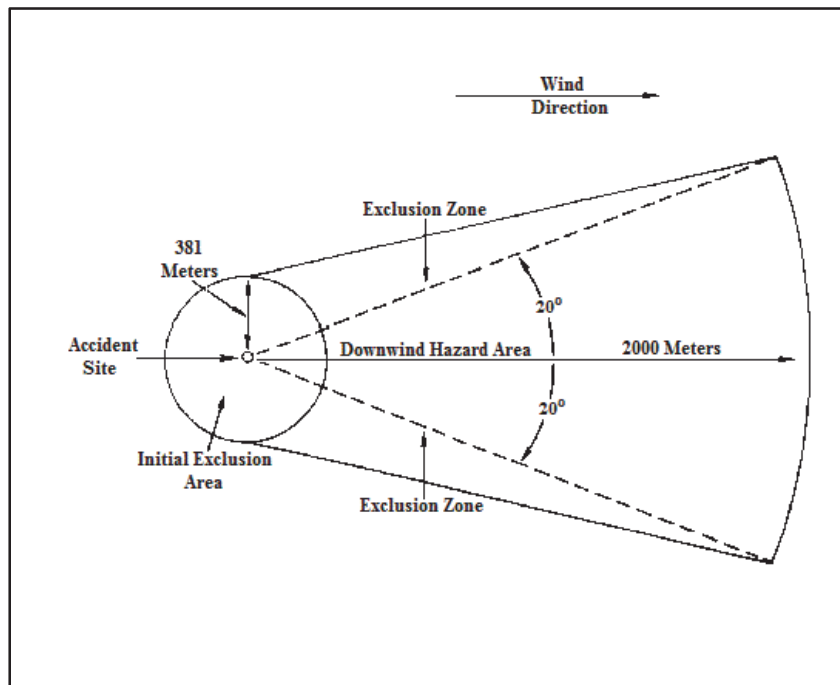 Wind
Direction
Exclusion Zone
381
Meters
20°
Accident
Site
Downwind Hazard Area
2000 Meters
20°
Initial Exclusion
Area
Exclusion Zone